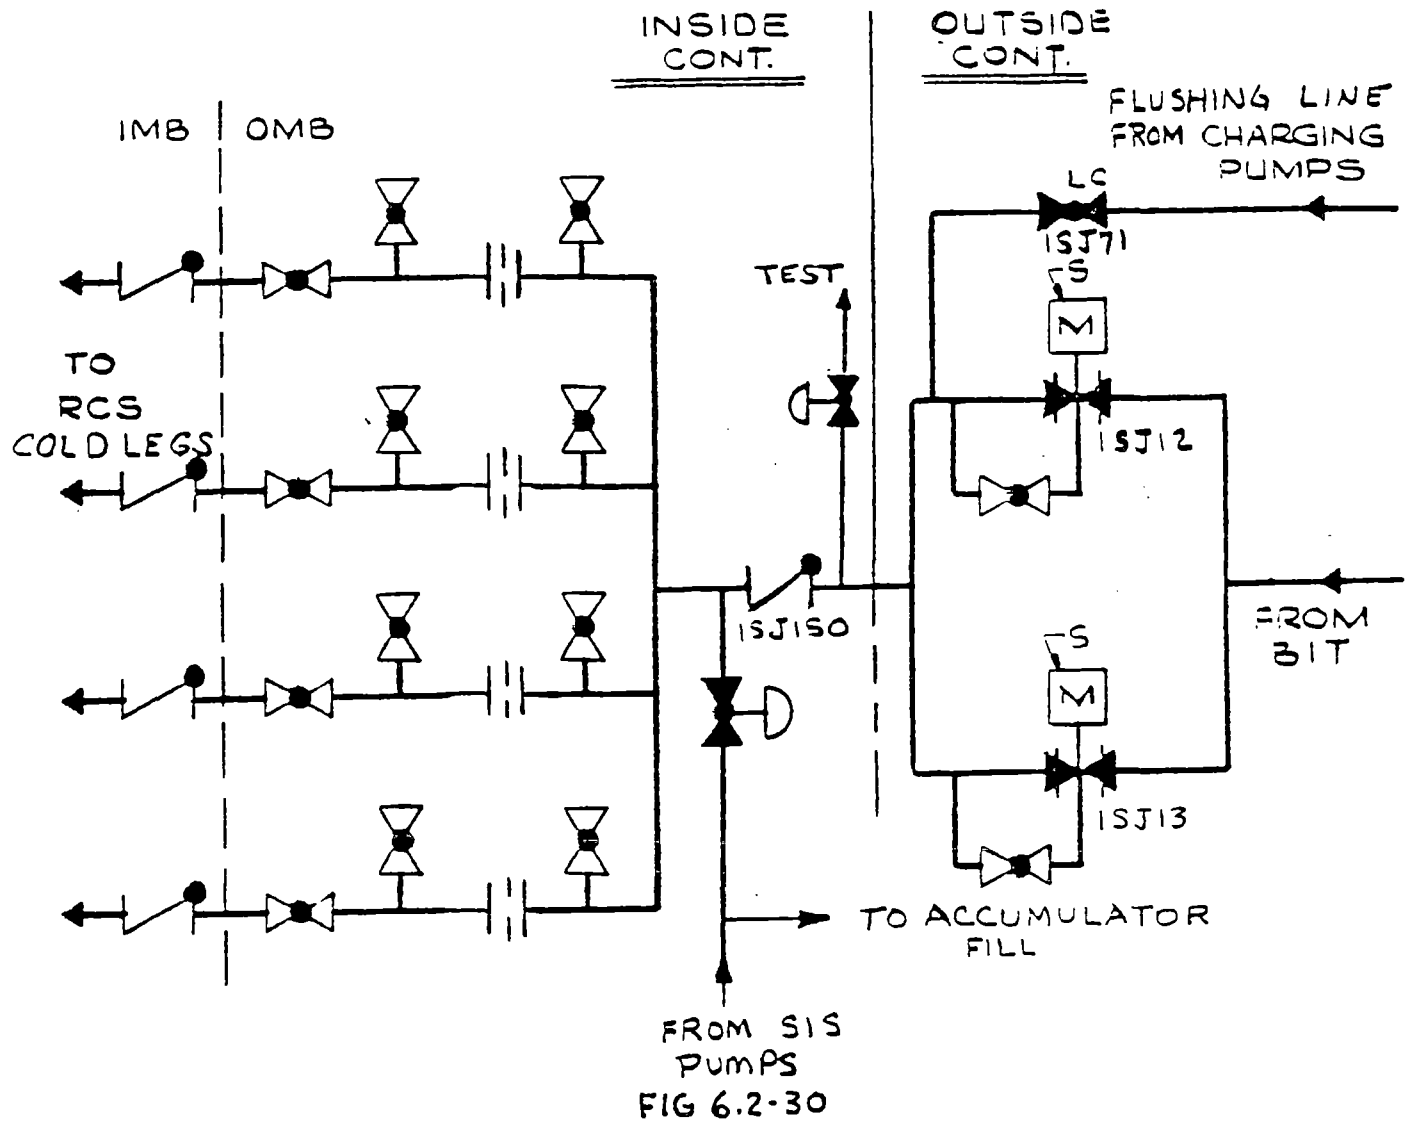 INSIDE
CONT.
OUTSIDE
CONT.
FLUSHING LINE
FROM CHARGING
PUMPS
IMB
OMB
LC
1SJ71
S
M
TEST
TO
RCS
COLD LEGS
1SJ12
1SJ150
FROM
BIT
S
M
1SJ13
TO ACCUMULATOR
FILL
FROM SIS
PUMPS
FIG 6.2-30